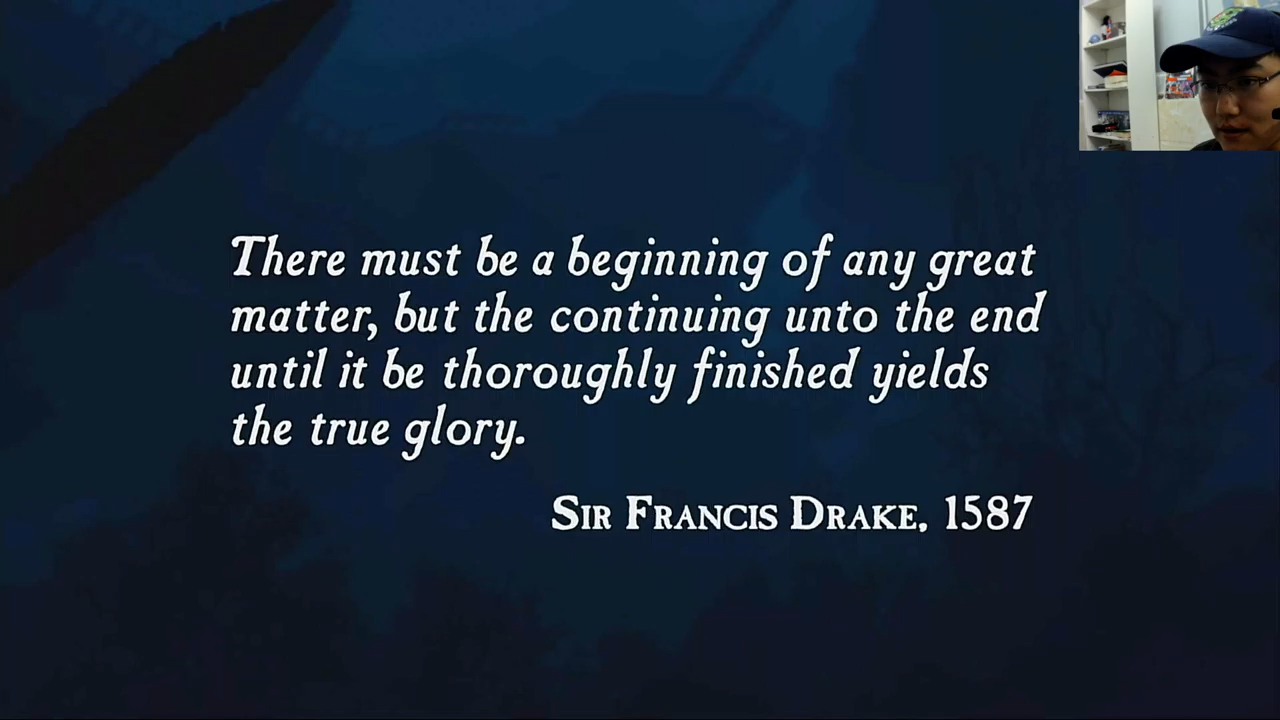 There must be a beginning of any great
matter, but the continuing unto the end
until it be thoroughly finished yields
the true glory.
SIR FRANCIS DRAKE, 1587